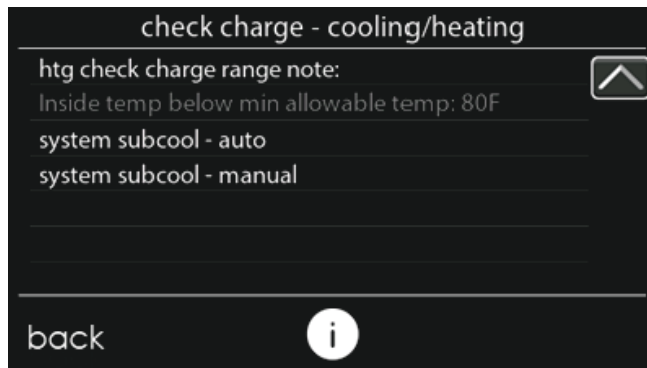 check charge - cooling/heating
htg check charge range note:
Inside temp below min allowable temp: 80F
system subcool - auto
system subcool - manual
back
i